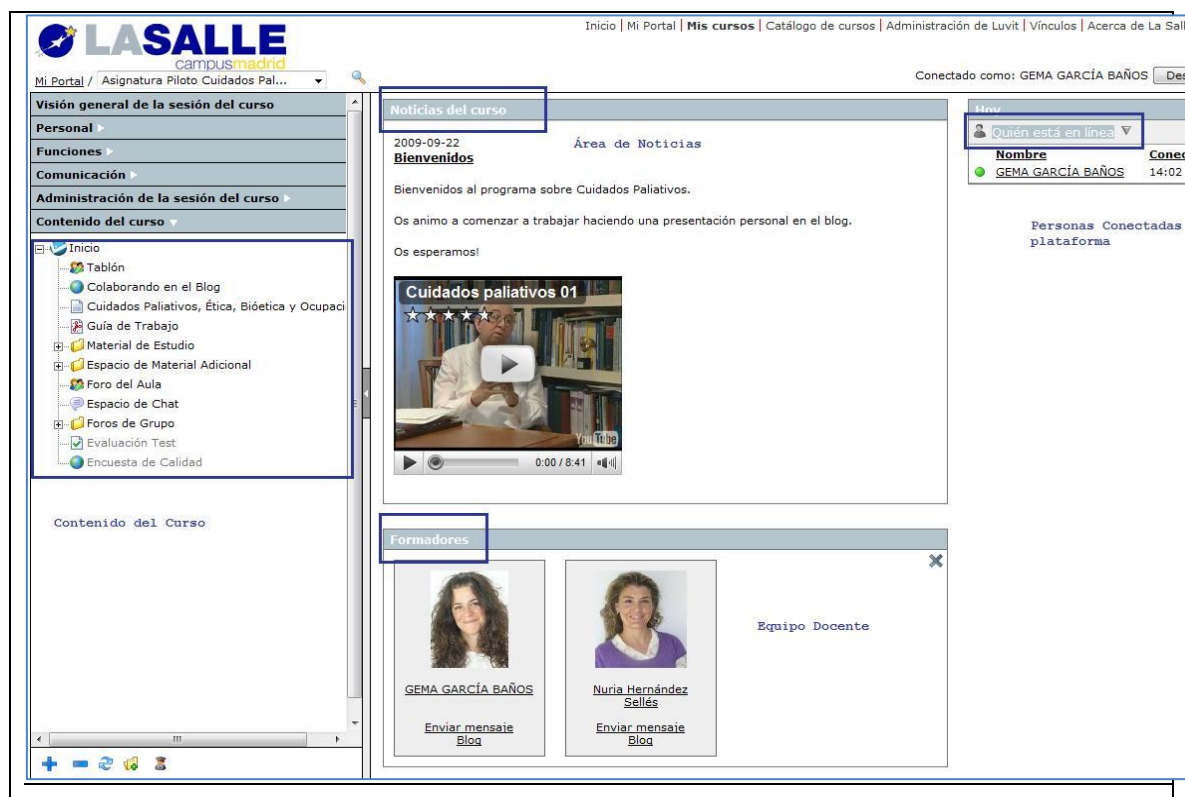 LASALLE
campusmadrid
Inicio | Mi Portal | Mis cursos | Catálogo de cursos | Administración de Luvit | Vínculos | Acerca de La Sall
Mi Portal / Asignatura Piloto Cuidados Pal...
Conectado como: GEMA GARCÍA BAÑOS Des
Visión general de la sesión del curso
Personal
Funciones
Comunicación
Administración de la sesión del curso
Contenido del curso
Inicio
Tablón
Colaborando en el Blog
Cuidados Paliativos, Ética, Bióetica y Ocupaci
Guía de Trabajo
Material de Estudio
Espacio de Material Adicional
Foro del Aula
Espacio de Chat
Foros de Grupo
Evaluación Test
Encuesta de Calidad
Contenido del Curso
Noticias del curso
2009-09-22
Área de Noticias
Bienvenidos
Bienvenidos al programa sobre Cuidados Paliativos.
Os animo a comenzar a trabajar haciendo una presentación personal en el blog.
Os esperamos!
Cuidados paliativos 01
YouTube
0:00 / 8:41
Formadores
GEMA GARCÍA BAÑOS
Enviar mensaje
Blog
Nuria Hernández
Sellés
Enviar mensaje
Blog
Equipo Docente
Hoy
Quién está en línea
Nombre Conec
GEMA GARCÍA BAÑOS 14:02
Personas Conectadas
plataforma